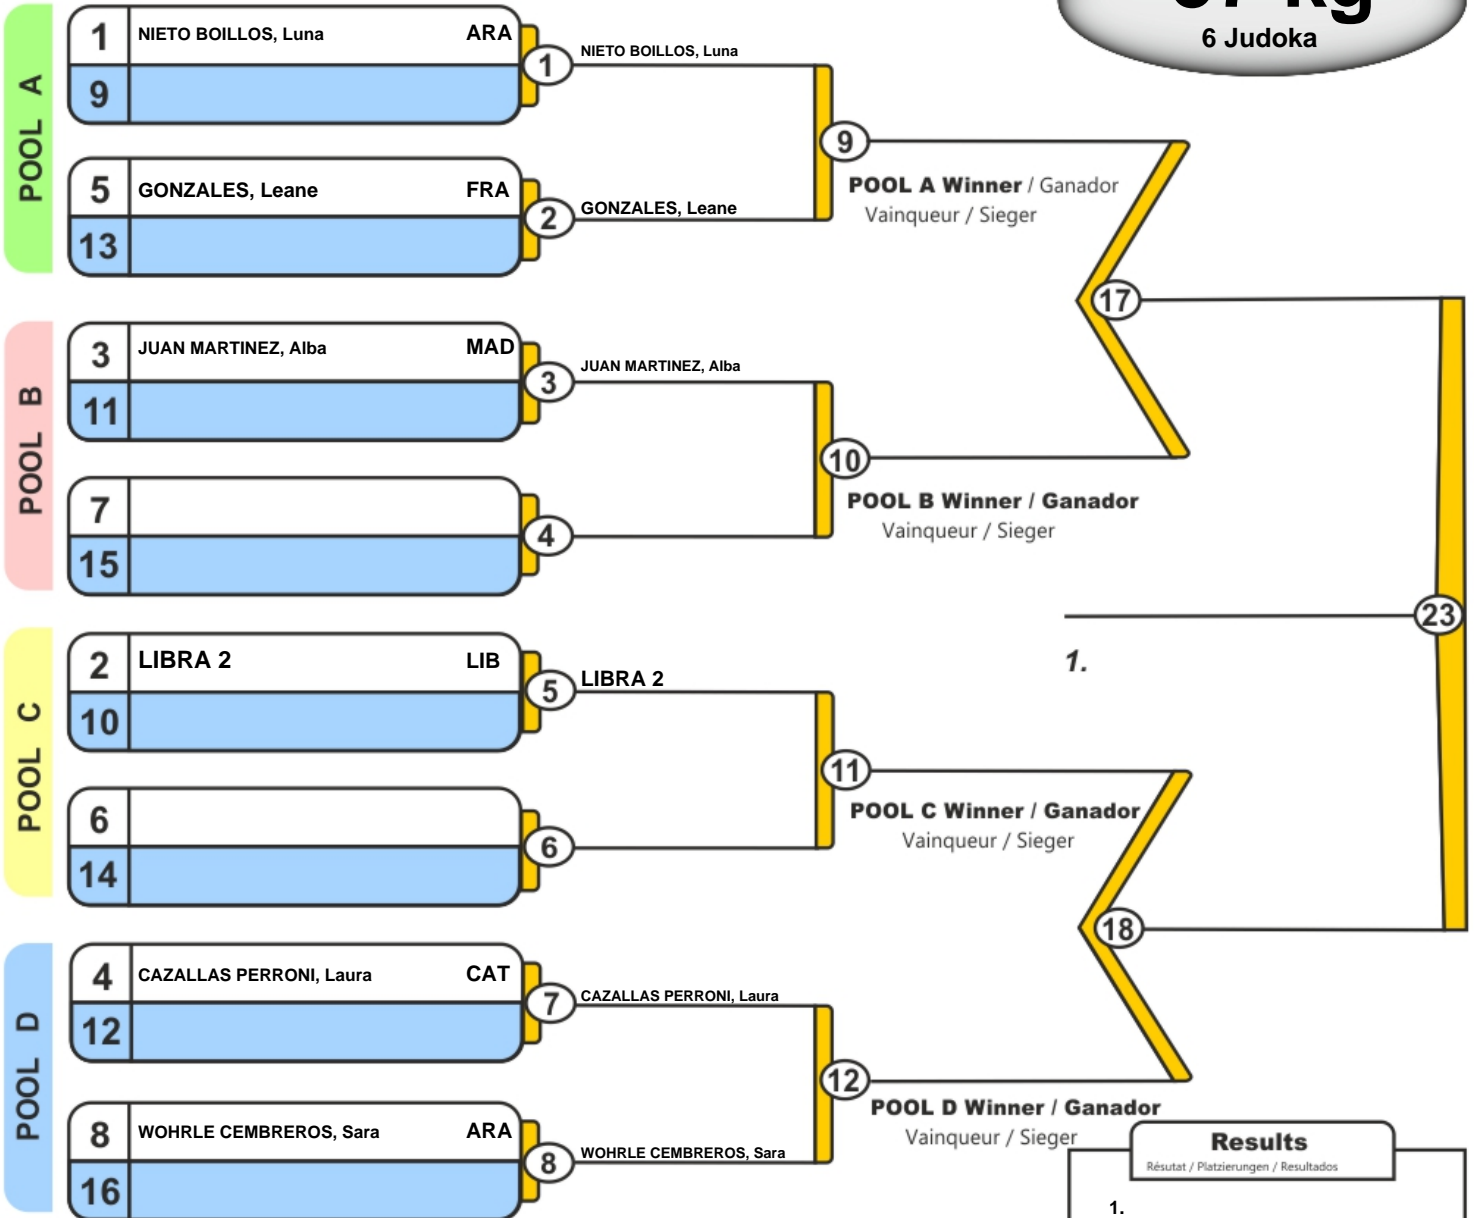 6 Judoka
POOL A
1 NIETO BOILLOS, Luna ARA
9
1 NIETO BOILLOS, Luna
5 GONZALES, Leane FRA
13
2 GONZALES, Leane
9
POOL A Winner / Ganador
Vainqueur / Sieger
17
POOL B
3 JUAN MARTINEZ, Alba MAD
11
3 JUAN MARTINEZ, Alba
7
15
4
10
POOL B Winner / Ganador
Vainqueur / Sieger
23
1.
POOL C
2 LIBRA 2 LIB
10
5 LIBRA 2
6
14
6
11
POOL C Winner / Ganador
Vainqueur / Sieger
18
POOL D
4 CAZALLAS PERRONI, Laura CAT
12
7 CAZALLAS PERRONI, Laura
8 WOHRLE CEMBREROS, Sara ARA
16
8 WOHRLE CEMBREROS, Sara
12
POOL D Winner / Ganador
Vainqueur / Sieger
Results
Résutat / Platzierungen / Resultados
1.